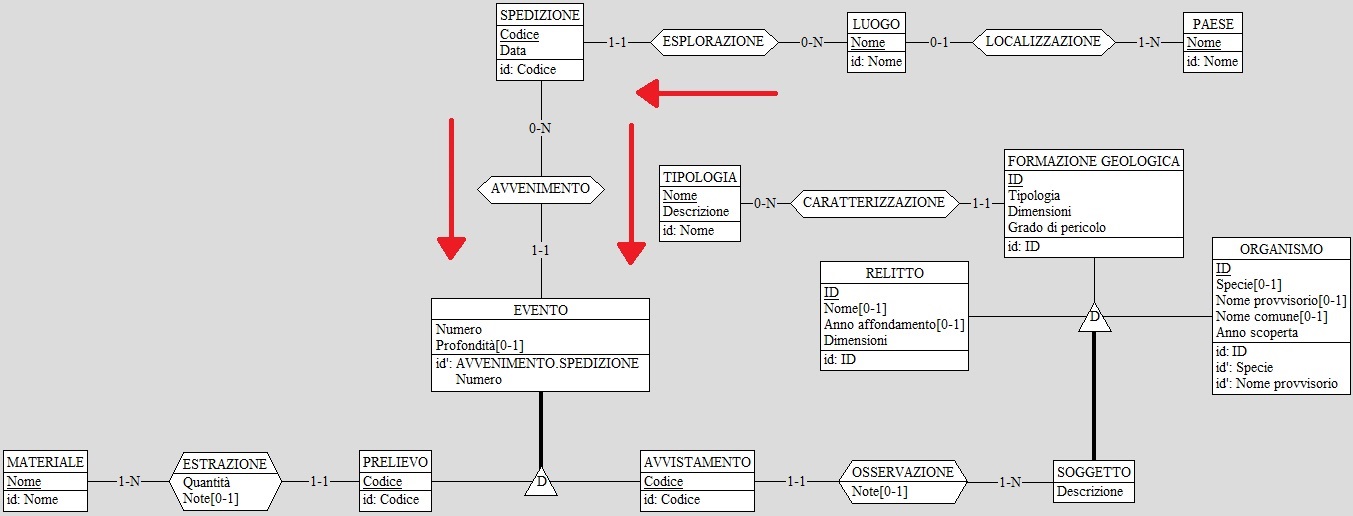 SPEDIZIONE
Codice
Data
id: Codice
1-1
ESPLORAZIONE
0-N
LUOGO
Nome
id: Nome
0-1
LOCALIZZAZIONE
1-N
PAESE
Nome
id: Nome
0-N
AVVENIMENTO
1-1
TIPOLOGIA
Nome
Descrizione
id: Nome
0-N
CARATTERIZZAZIONE
1-1
FORMAZIONE GEOLOGICA
ID
Tipologia
Dimensioni
Grado di pericolo
id: ID
RELITTO
ID
Nome[0-1]
Anno affondamento[0-1]
Dimensioni
id: ID
D
ORGANISMO
ID
Specie[0-1]
Nome provvisorio[0-1]
Nome comune[0-1]
Anno scoperta
id: ID
id': Specie
id': Nome provvisorio
EVENTO
Numero
Profondità[0-1]
id': AVVENIMENTO.SPEDIZIONE
Numero
MATERIALE
Nome
id: Nome
1-N
ESTRAZIONE
Quantità
Note[0-1]
1-1
PRELIEVO
Codice
id: Codice
D
AVVISTAMENTO
Codice
id: Codice
1-1
OSSERVAZIONE
Note[0-1]
1-N
SOGGETTO
Descrizione